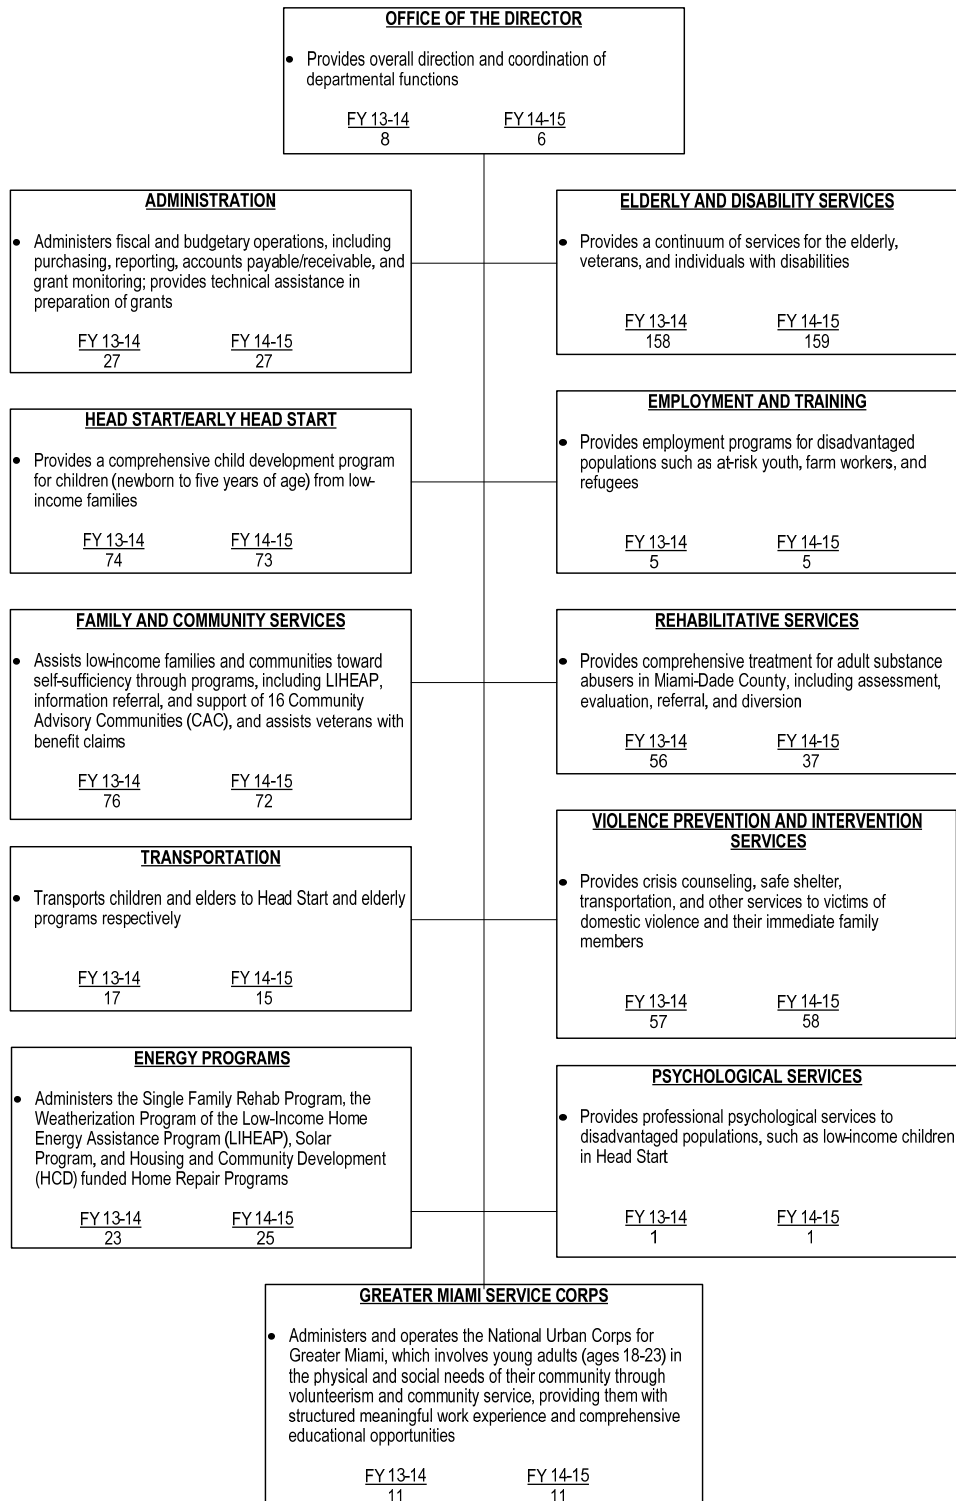 OFFICE OF THE DIRECTOR
• Provides overall direction and coordination of
departmental functions
FY 13-14 FY 14-15
8 6
ADMINISTRATION
• Administers fiscal and budgetary operations, including
purchasing, reporting, accounts payable/receivable, and
grant monitoring; provides technical assistance in
preparation of grants
FY 13-14 FY 14-15
27 27
ELDERLY AND DISABILITY SERVICES
• Provides a continuum of services for the elderly,
veterans, and individuals with disabilities
FY 13-14 FY 14-15
158 159
HEAD START/EARLY HEAD START
• Provides a comprehensive child development program
for children (newborn to five years of age) from low-
income families
FY 13-14 FY 14-15
74 73
EMPLOYMENT AND TRAINING
• Provides employment programs for disadvantaged
populations such as at-risk youth, farm workers, and
refugees
FY 13-14 FY 14-15
5 5
FAMILY AND COMMUNITY SERVICES
• Assists low-income families and communities toward
self-sufficiency through programs, including LIHEAP,
information referral, and support of 16 Community
Advisory Communities (CAC), and assists veterans with
benefit claims
FY 13-14 FY 14-15
76 72
REHABILITATIVE SERVICES
• Provides comprehensive treatment for adult substance
abusers in Miami-Dade County, including assessment,
evaluation, referral, and diversion
FY 13-14 FY 14-15
56 37
TRANSPORTATION
• Transports children and elders to Head Start and elderly
programs respectively
FY 13-14 FY 14-15
17 15
VIOLENCE PREVENTION AND INTERVENTION
SERVICES
• Provides crisis counseling, safe shelter,
transportation, and other services to victims of
domestic violence and their immediate family
members
FY 13-14 FY 14-15
57 58
ENERGY PROGRAMS
• Administers the Single Family Rehab Program, the
Weatherization Program of the Low-Income Home
Energy Assistance Program (LIHEAP), Solar
Program, and Housing and Community Development
(HCD) funded Home Repair Programs
FY 13-14 FY 14-15
23 25
PSYCHOLOGICAL SERVICES
• Provides professional psychological services to
disadvantaged populations, such as low-income children
in Head Start
FY 13-14 FY 14-15
1 1
GREATER MIAMI SERVICE CORPS
• Administers and operates the National Urban Corps for
Greater Miami, which involves young adults (ages 18-23) in
the physical and social needs of their community through
volunteerism and community service, providing them with
structured meaningful work experience and comprehensive
educational opportunities
FY 13-14 FY 14-15
11 11